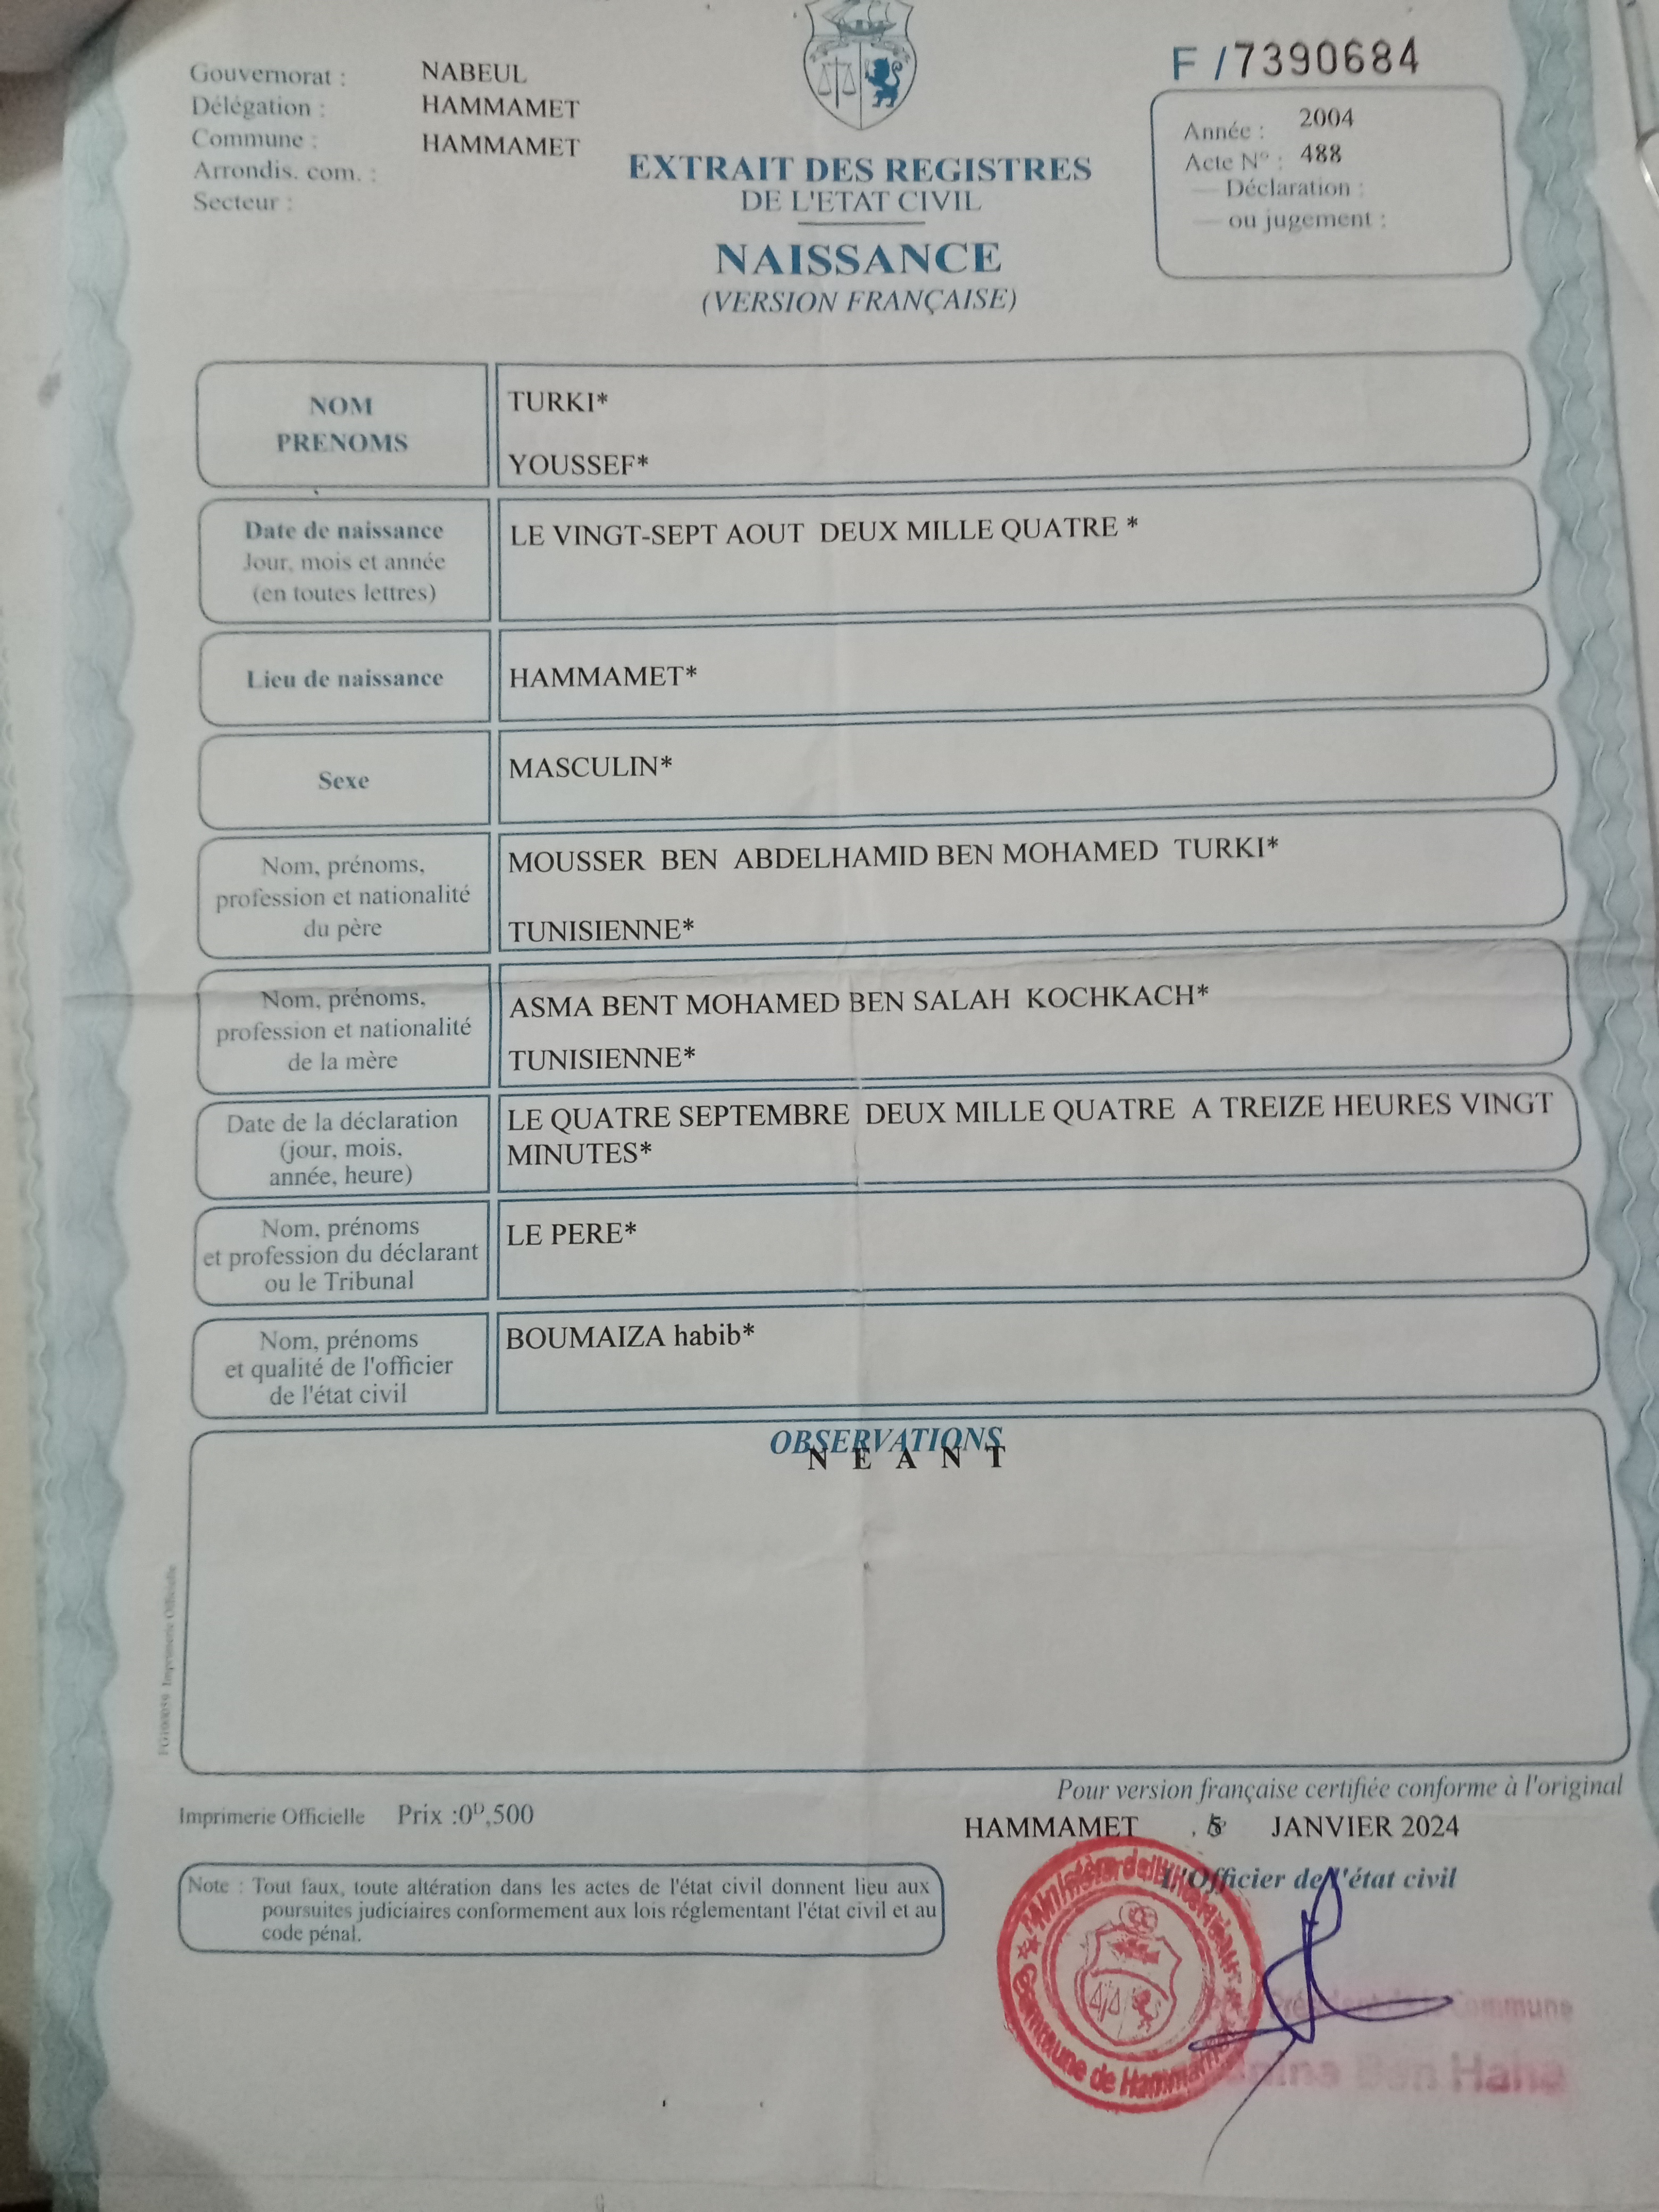 Gouvernorat : NABEUL
Délégation : HAMMAMET
Commune : HAMMAMET
Arrondis. com. :
Secteur :
F / 7390684
Année : 2004
Acte N° : 488
— Déclaration :
— ou jugement :
EXTRAIT DES REGISTRES
DE L'ETAT CIVIL
NAISSANCE
(VERSION FRANÇAISE)
NOM
PRENOMS
TURKI*
YOUSSEF*
Date de naissance
Jour, mois et année
(en toutes lettres)
LE VINGT-SEPT AOUT DEUX MILLE QUATRE *
Lieu de naissance
HAMMAMET*
Sexe
MASCULIN*
Nom, prénoms,
profession et nationalité
du père
MOUSSER BEN ABDELHAMID BEN MOHAMED TURKI*
TUNISIENNE*
Nom, prénoms,
profession et nationalité
de la mère
ASMA BENT MOHAMED BEN SALAH KOCHKACH*
TUNISIENNE*
Date de la déclaration
(jour, mois,
année, heure)
LE QUATRE SEPTEMBRE DEUX MILLE QUATRE A TREIZE HEURES VINGT
MINUTES*
Nom, prénoms
et profession du déclarant
ou le Tribunal
LE PERE*
Nom, prénoms
et qualité de l'officier
de l'état civil
BOUMAIZA habib*
OBSERVATIONS
N E A N T
Imprimerie Officielle
Pour version française certifiée conforme à l'original
Imprimerie Officielle Prix :0ᴰ,500
HAMMAMET JANVIER 2024
L'Officier de l'état civil
Note : Tout faux, toute altération dans les actes de l'état civil donnent lieu aux
poursuites judiciaires conformement aux lois réglementant l'état civil et au
code pénal.
Ministère de l'Intérieur
Commune de Hammamet
Président Commune
Ben